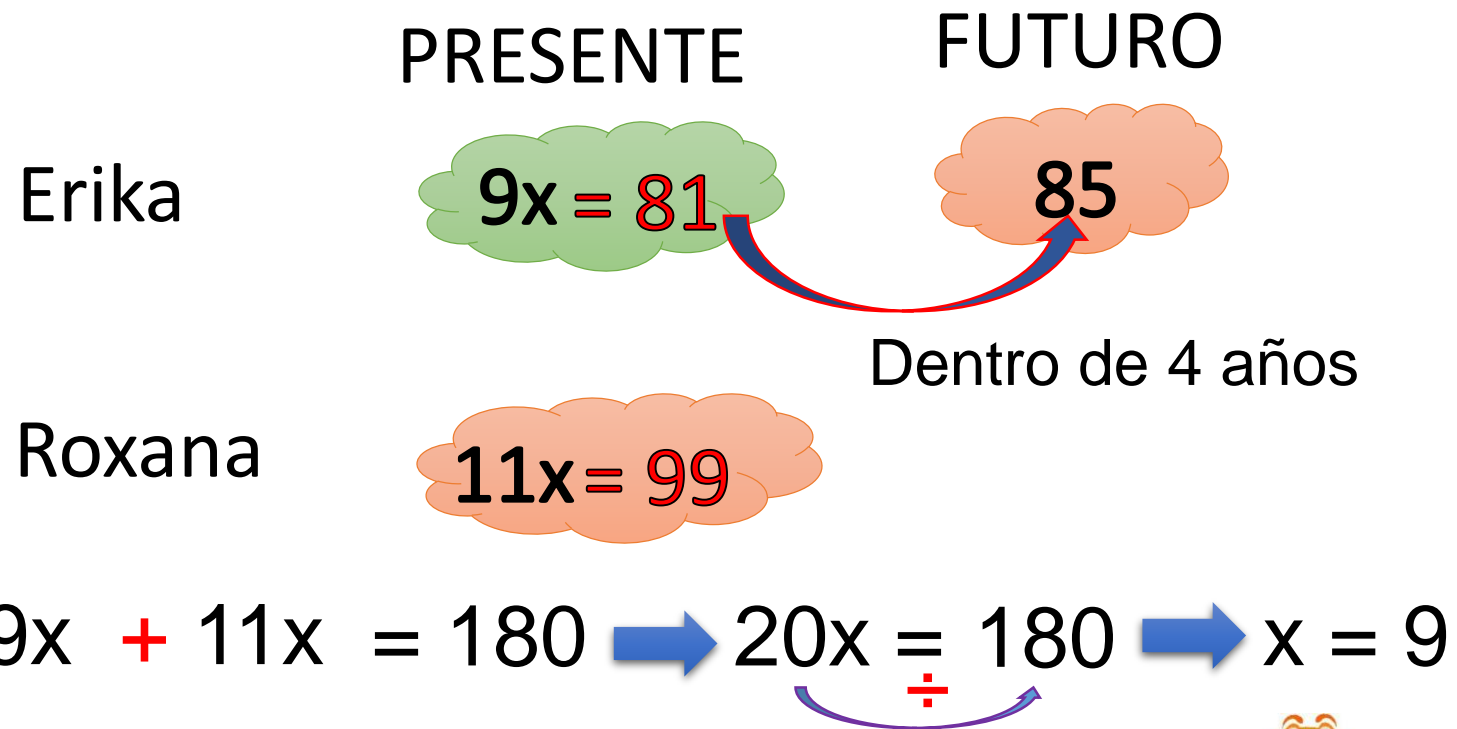 PRESENTE FUTURO
Erika 9x = 81 85
Dentro de 4 años
Roxana 11x = 99
9x + 11x = 180 20x = 180 x = 9
÷